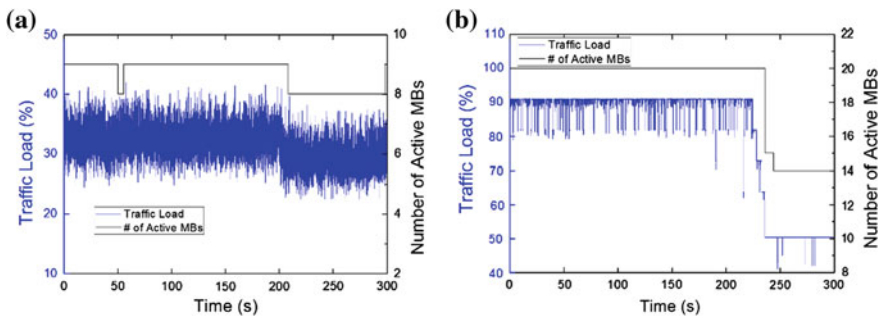 (a)
50
40
30
20
10
Traffic Load (%)
10
8
6
4
2
Number of Active MBs
Traffic Load
# of Active MBs
0 50 100 150 200 250 300
Time (s)
(b)
110
100
90
80
70
60
50
40
Traffic Load (%)
22
20
18
16
14
12
10
8
Number of Active MBs
Traffic Load
# of Active MBs
0 50 100 150 200 250 300
Time (s)